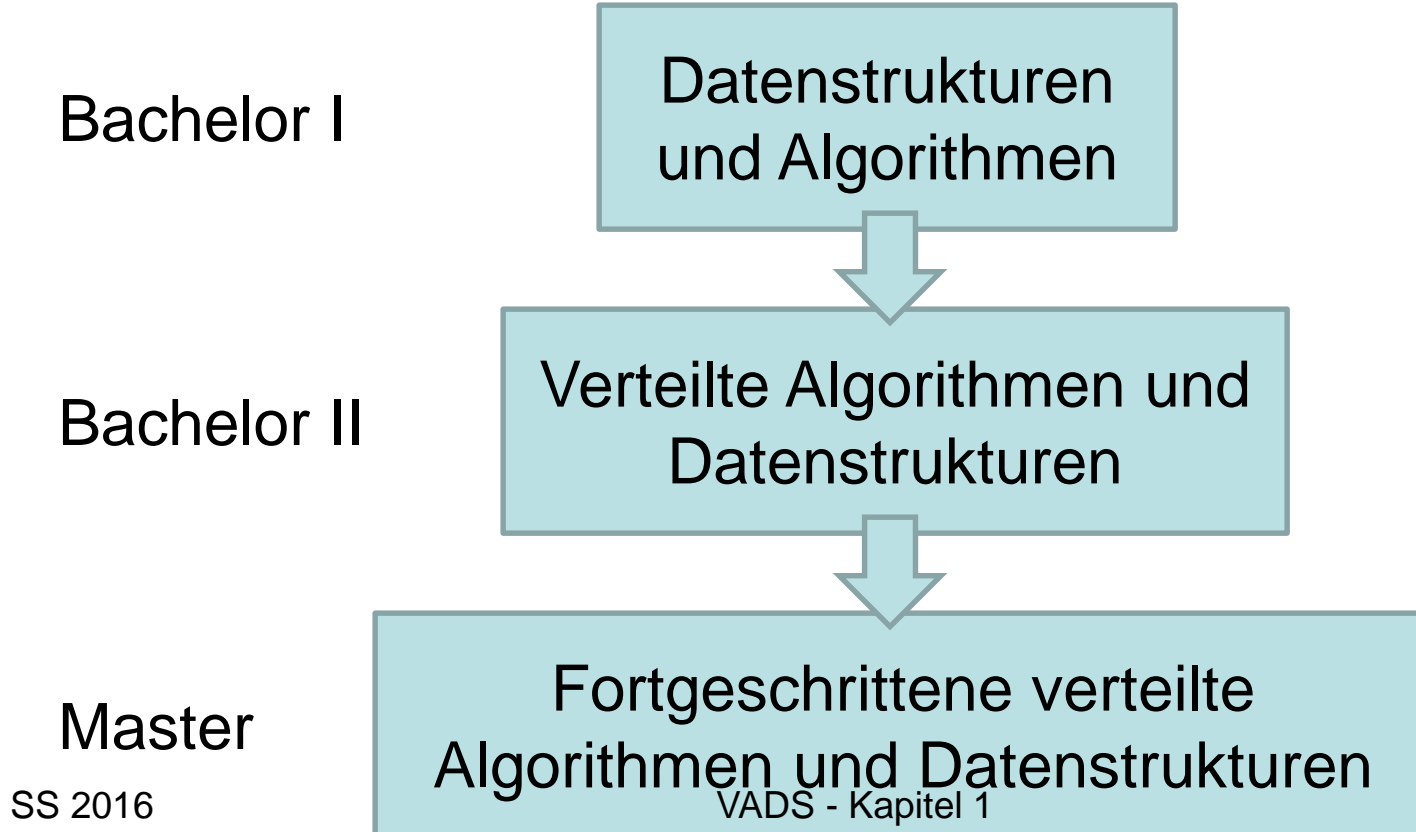 Bachelor I
Datenstrukturen
und Algorithmen
Bachelor II
Verteilte Algorithmen und
Datenstrukturen
Master
Fortgeschrittene verteilte
Algorithmen und Datenstrukturen
SS 2016
VADS - Kapitel 1